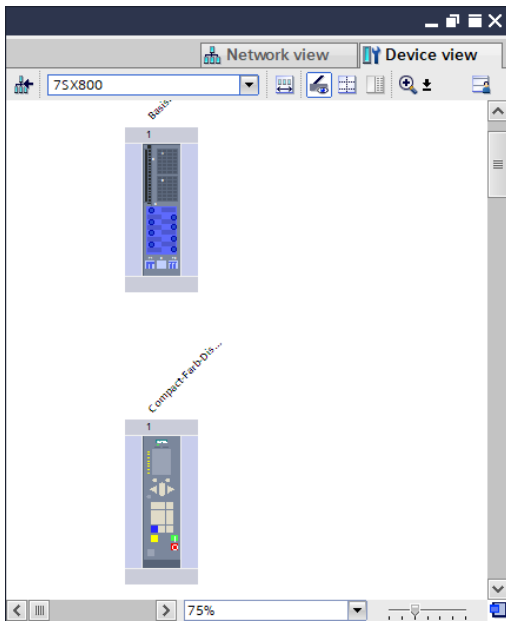 Network view
Device view
7SX800
Basis.
1
Compact-Farb-Dis...
1
75%